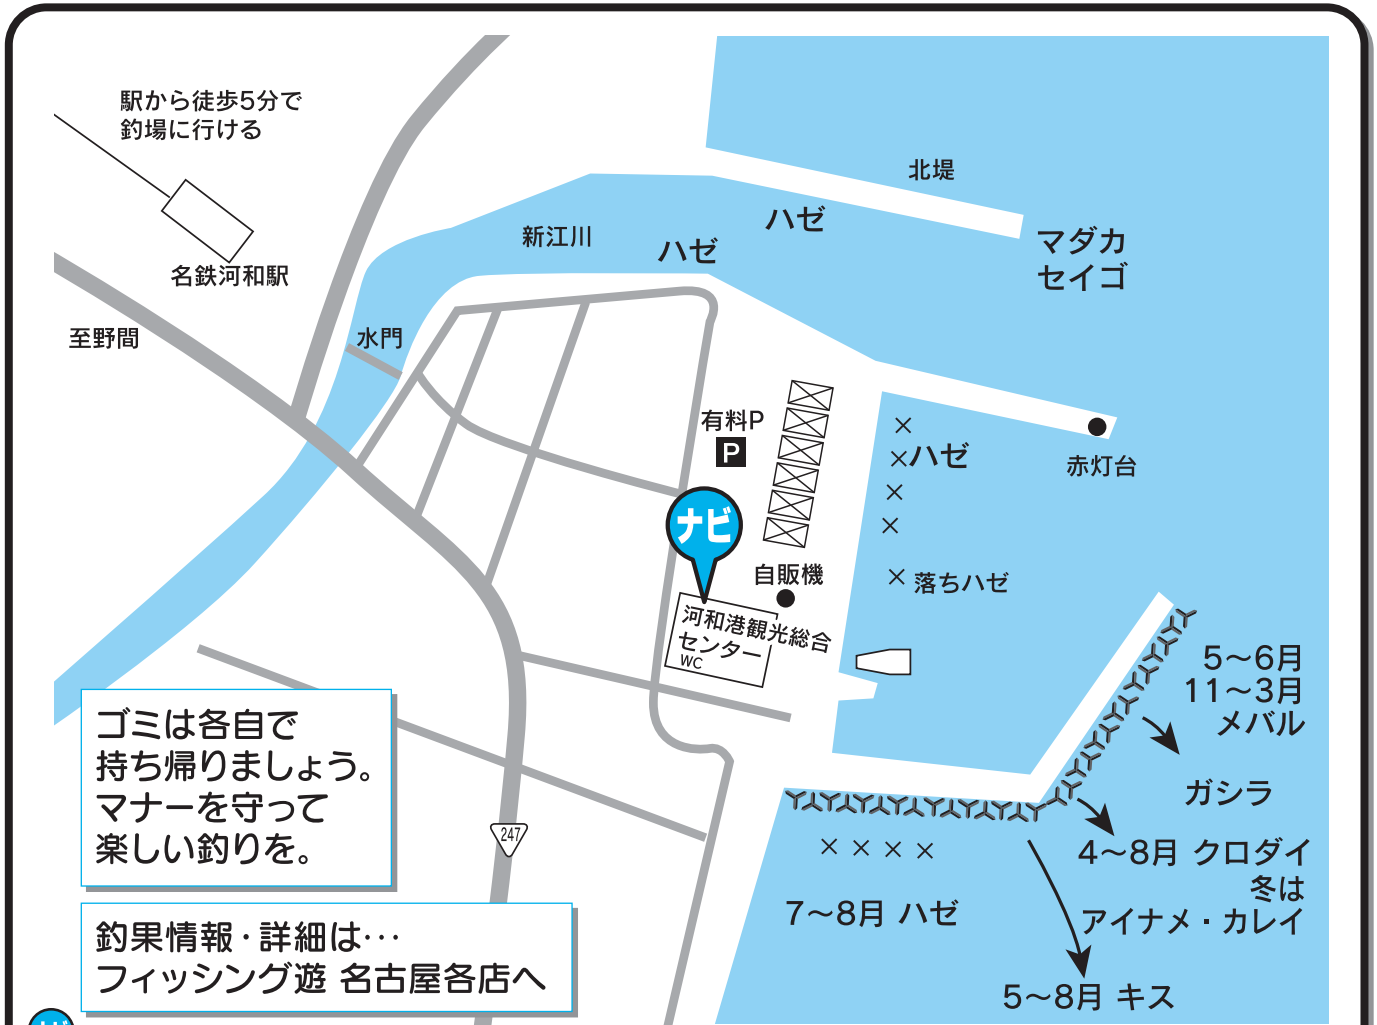 駅から徒歩5分で
釣場に行ける
名鉄河和駅
至野間
水門
新江川
ハゼ
ハゼ
北堤
マダカ
セイゴ
有料P
P
ナビ
自販機
河和港観光総合
センター
WC
ハゼ
落ちハゼ
赤灯台
5〜6月
11〜3月
メバル
ガシラ
4〜8月 クロダイ
冬は
アイナメ・カレイ
7〜8月 ハゼ
5〜8月 キス
247
ゴミは各自で
持ち帰りましょう。
マナーを守って
楽しい釣りを。
釣果情報・詳細は…
フィッシング遊 名古屋各店へ